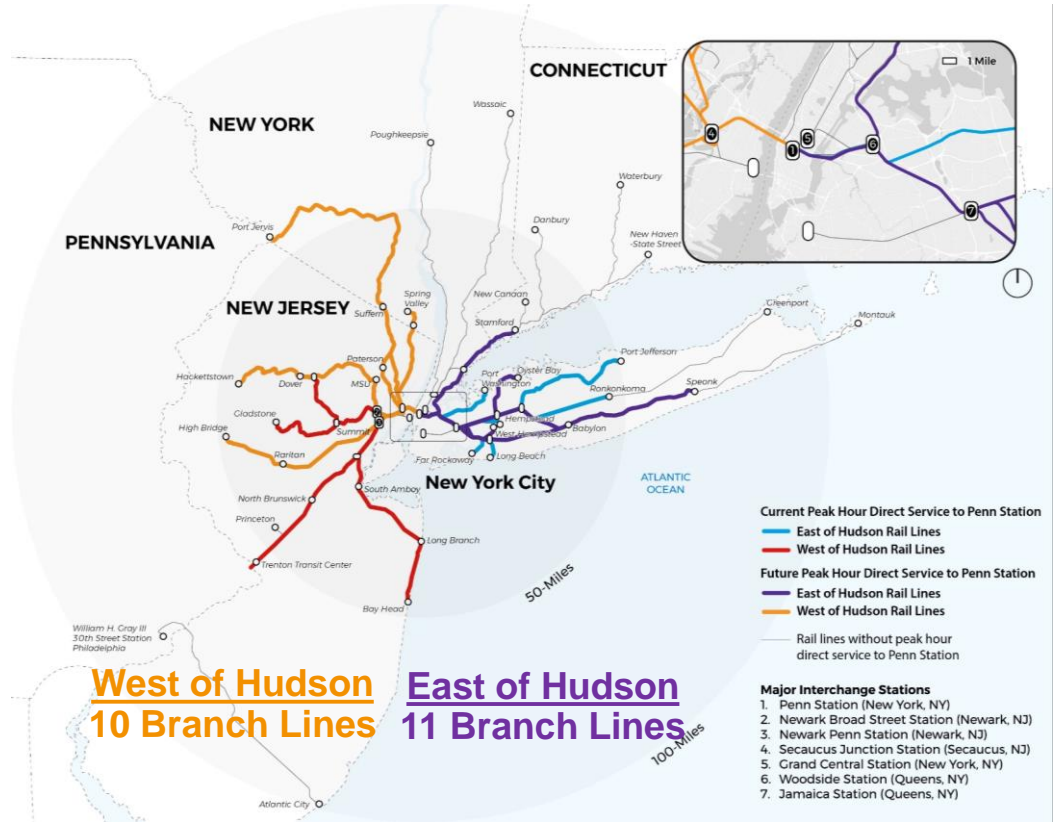 CONNECTICUT
1 Mile
4
5
1
6
7
Wassaic
NEW YORK
Poughkeepsie
Waterbury
Danbury
Port Jervis
PENNSYLVANIA
New Haven
-State Street
New Canaan
Spring
Valley
NEW JERSEY
Suffern
Stamford
Greenport
Montauk
Paterson
Port Jefferson
Hackettstown
Dover
MSU
Port
Washington
Oyster Bay
Ronkonkoma
Speonk
Gladstone
Summit
Hempstead
West Hempstead
Babylon
High Bridge
Raritan
Far Rockaway
Long Beach
New York City
ATLANTIC
OCEAN
North Brunswick
South Amboy
Princeton
Long Branch
Trenton Transit Center
Bay Head
50-Miles
William H. Gray III
30th Street Station
Philadelphia
West of Hudson
10 Branch Lines
East of Hudson
11 Branch Lines
100-Miles
Atlantic City
Current Peak Hour Direct Service to Penn Station
East of Hudson Rail Lines
West of Hudson Rail Lines
Future Peak Hour Direct Service to Penn Station
East of Hudson Rail Lines
West of Hudson Rail Lines
Rail lines without peak hour
direct service to Penn Station
Major Interchange Stations
1. Penn Station (New York, NY)
2. Newark Broad Street Station (Newark, NJ)
3. Newark Penn Station (Newark, NJ)
4. Secaucus Junction Station (Secaucus, NJ)
5. Grand Central Station (New York, NY)
6. Woodside Station (Queens, NY)
7. Jamaica Station (Queens, NY)